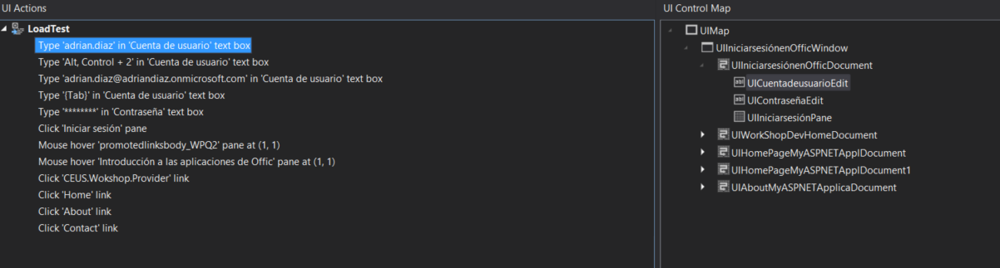 UI Actions
LoadTest
Type 'adrian.diaz' in 'Cuenta de usuario' text box
Type 'Alt, Control + 2' in 'Cuenta de usuario' text box
Type 'adrian.diaz@adriandiaz.onmicrosoft.com' in 'Cuenta de usuario' text box
Type '{Tab}' in 'Cuenta de usuario' text box
Type '********' in 'Contraseña' text box
Click 'Iniciar sesión' pane
Mouse hover 'promotedlinksbody_WPQ2' pane at (1, 1)
Mouse hover 'Introducción a las aplicaciones de Offic' pane at (1, 1)
Click 'CEUS.Wokshop.Provider' link
Click 'Home' link
Click 'About' link
Click 'Contact' link
UI Control Map
UIMap
UIIniciarsesiónenOfficWindow
UIIniciarsesiónenOfficDocument
UICuentadeusuarioEdit
UIContraseñaEdit
UIIniciarsesiónPane
UIWorkShopDevHomeDocument
UIHomePageMyASPNETApplDocument
UIHomePageMyASPNETApplDocument1
UIAboutMyASPNETApplicaDocument